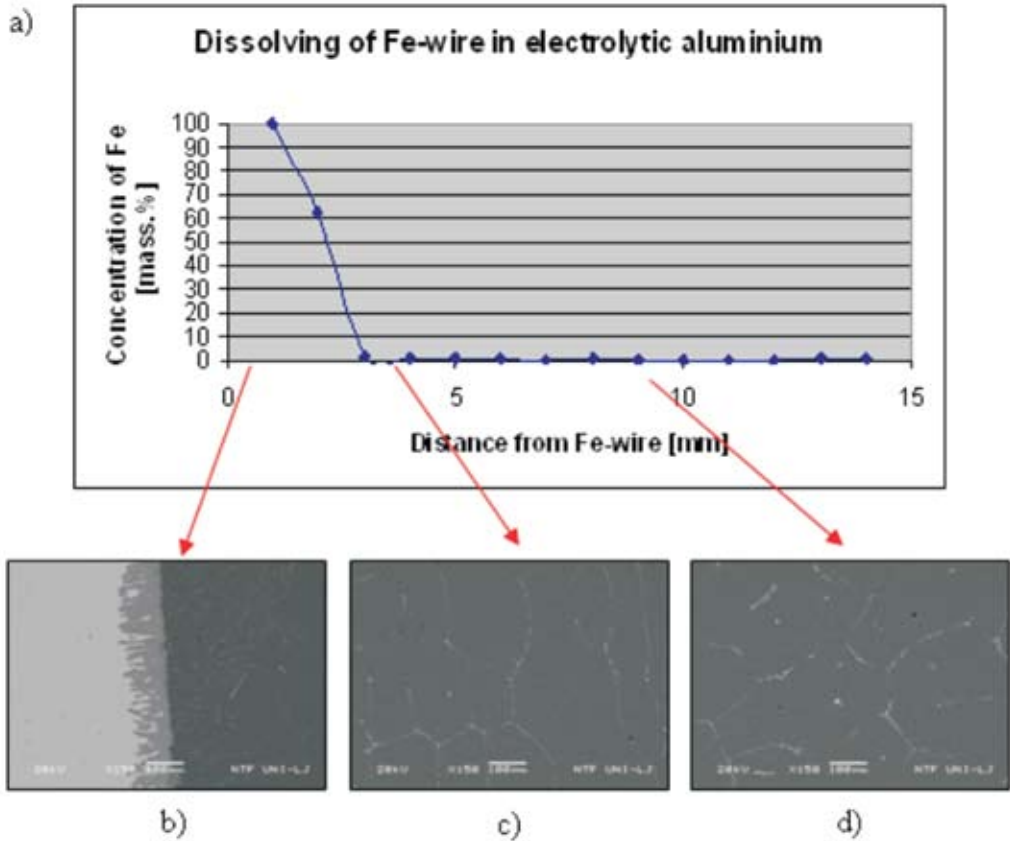 a)
Dissolving of Fe-wire in electrolytic aluminium
Concentration of Fe
[mass.%]
100
90
80
70
60
50
40
30
20
10
0
0 5 10 15
Distance from Fe-wire [mm]
20kV NTF UNI-LJ
20kV X150 100mm NTF UNI-LJ
20kV X150 100mm NTF UNI-LJ
b) c) d)